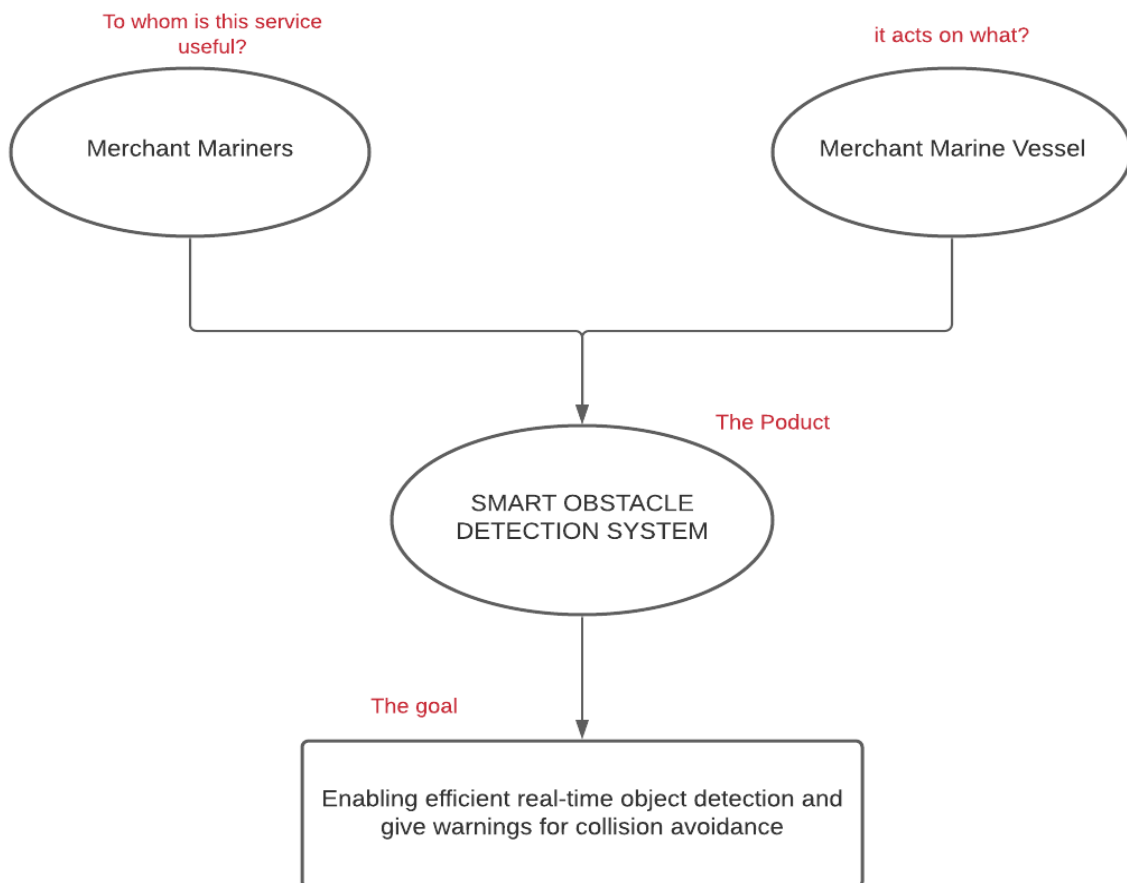 To whom is this service
useful?
it acts on what?
Merchant Mariners
Merchant Marine Vessel
The Poduct
SMART OBSTACLE
DETECTION SYSTEM
The goal
Enabling efficient real-time object detection and
give warnings for collision avoidance